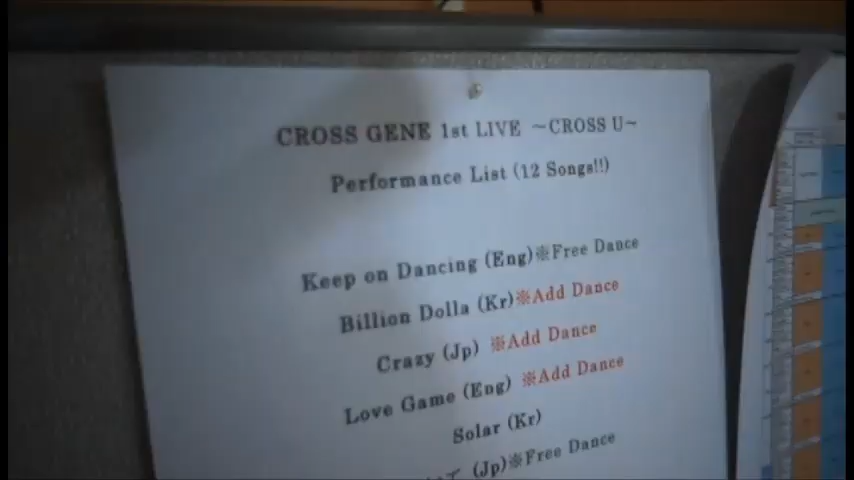 CROSS GENE 1st LIVE ～CROSS U～
Performance List (12 Songs!!)
Keep on Dancing (Eng)※Free Dance
Billion Dolla (Kr)※Add Dance
Crazy (Jp) ※Add Dance
Love Game (Eng) ※Add Dance
Solar (Kr)
(Jp)※Free Dance